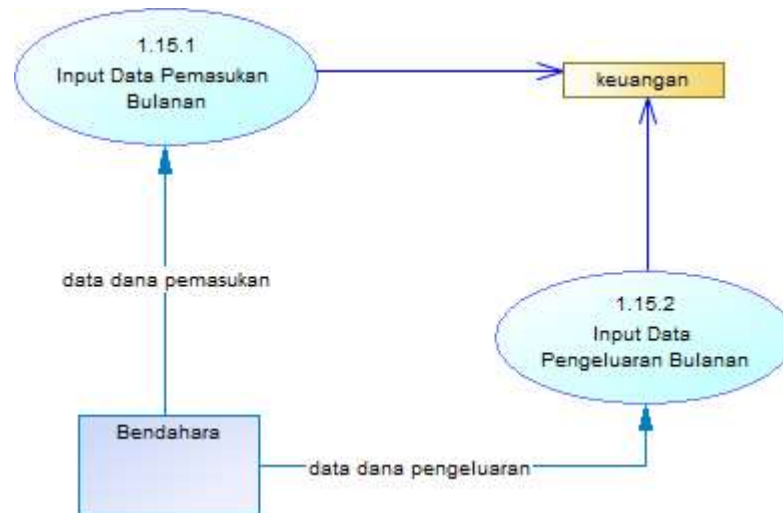 1.15.1
Input Data Pemasukan
Bulanan
keuangan
data dana pemasukan
1.15.2
Input Data
Pengeluaran Bulanan
Bendahara
data dana pengeluaran